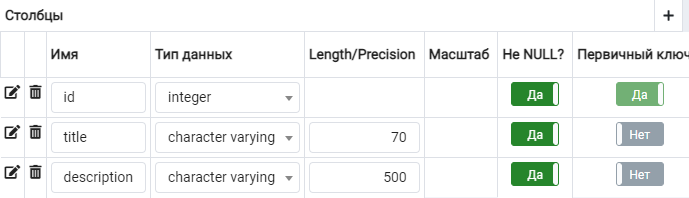 Столбцы
Имя Тип данных Length/Precision Масштаб Не NULL? Первичный ключ
id integer Да Да
title character varying 70 Да Нет
description character varying 500 Да Нет